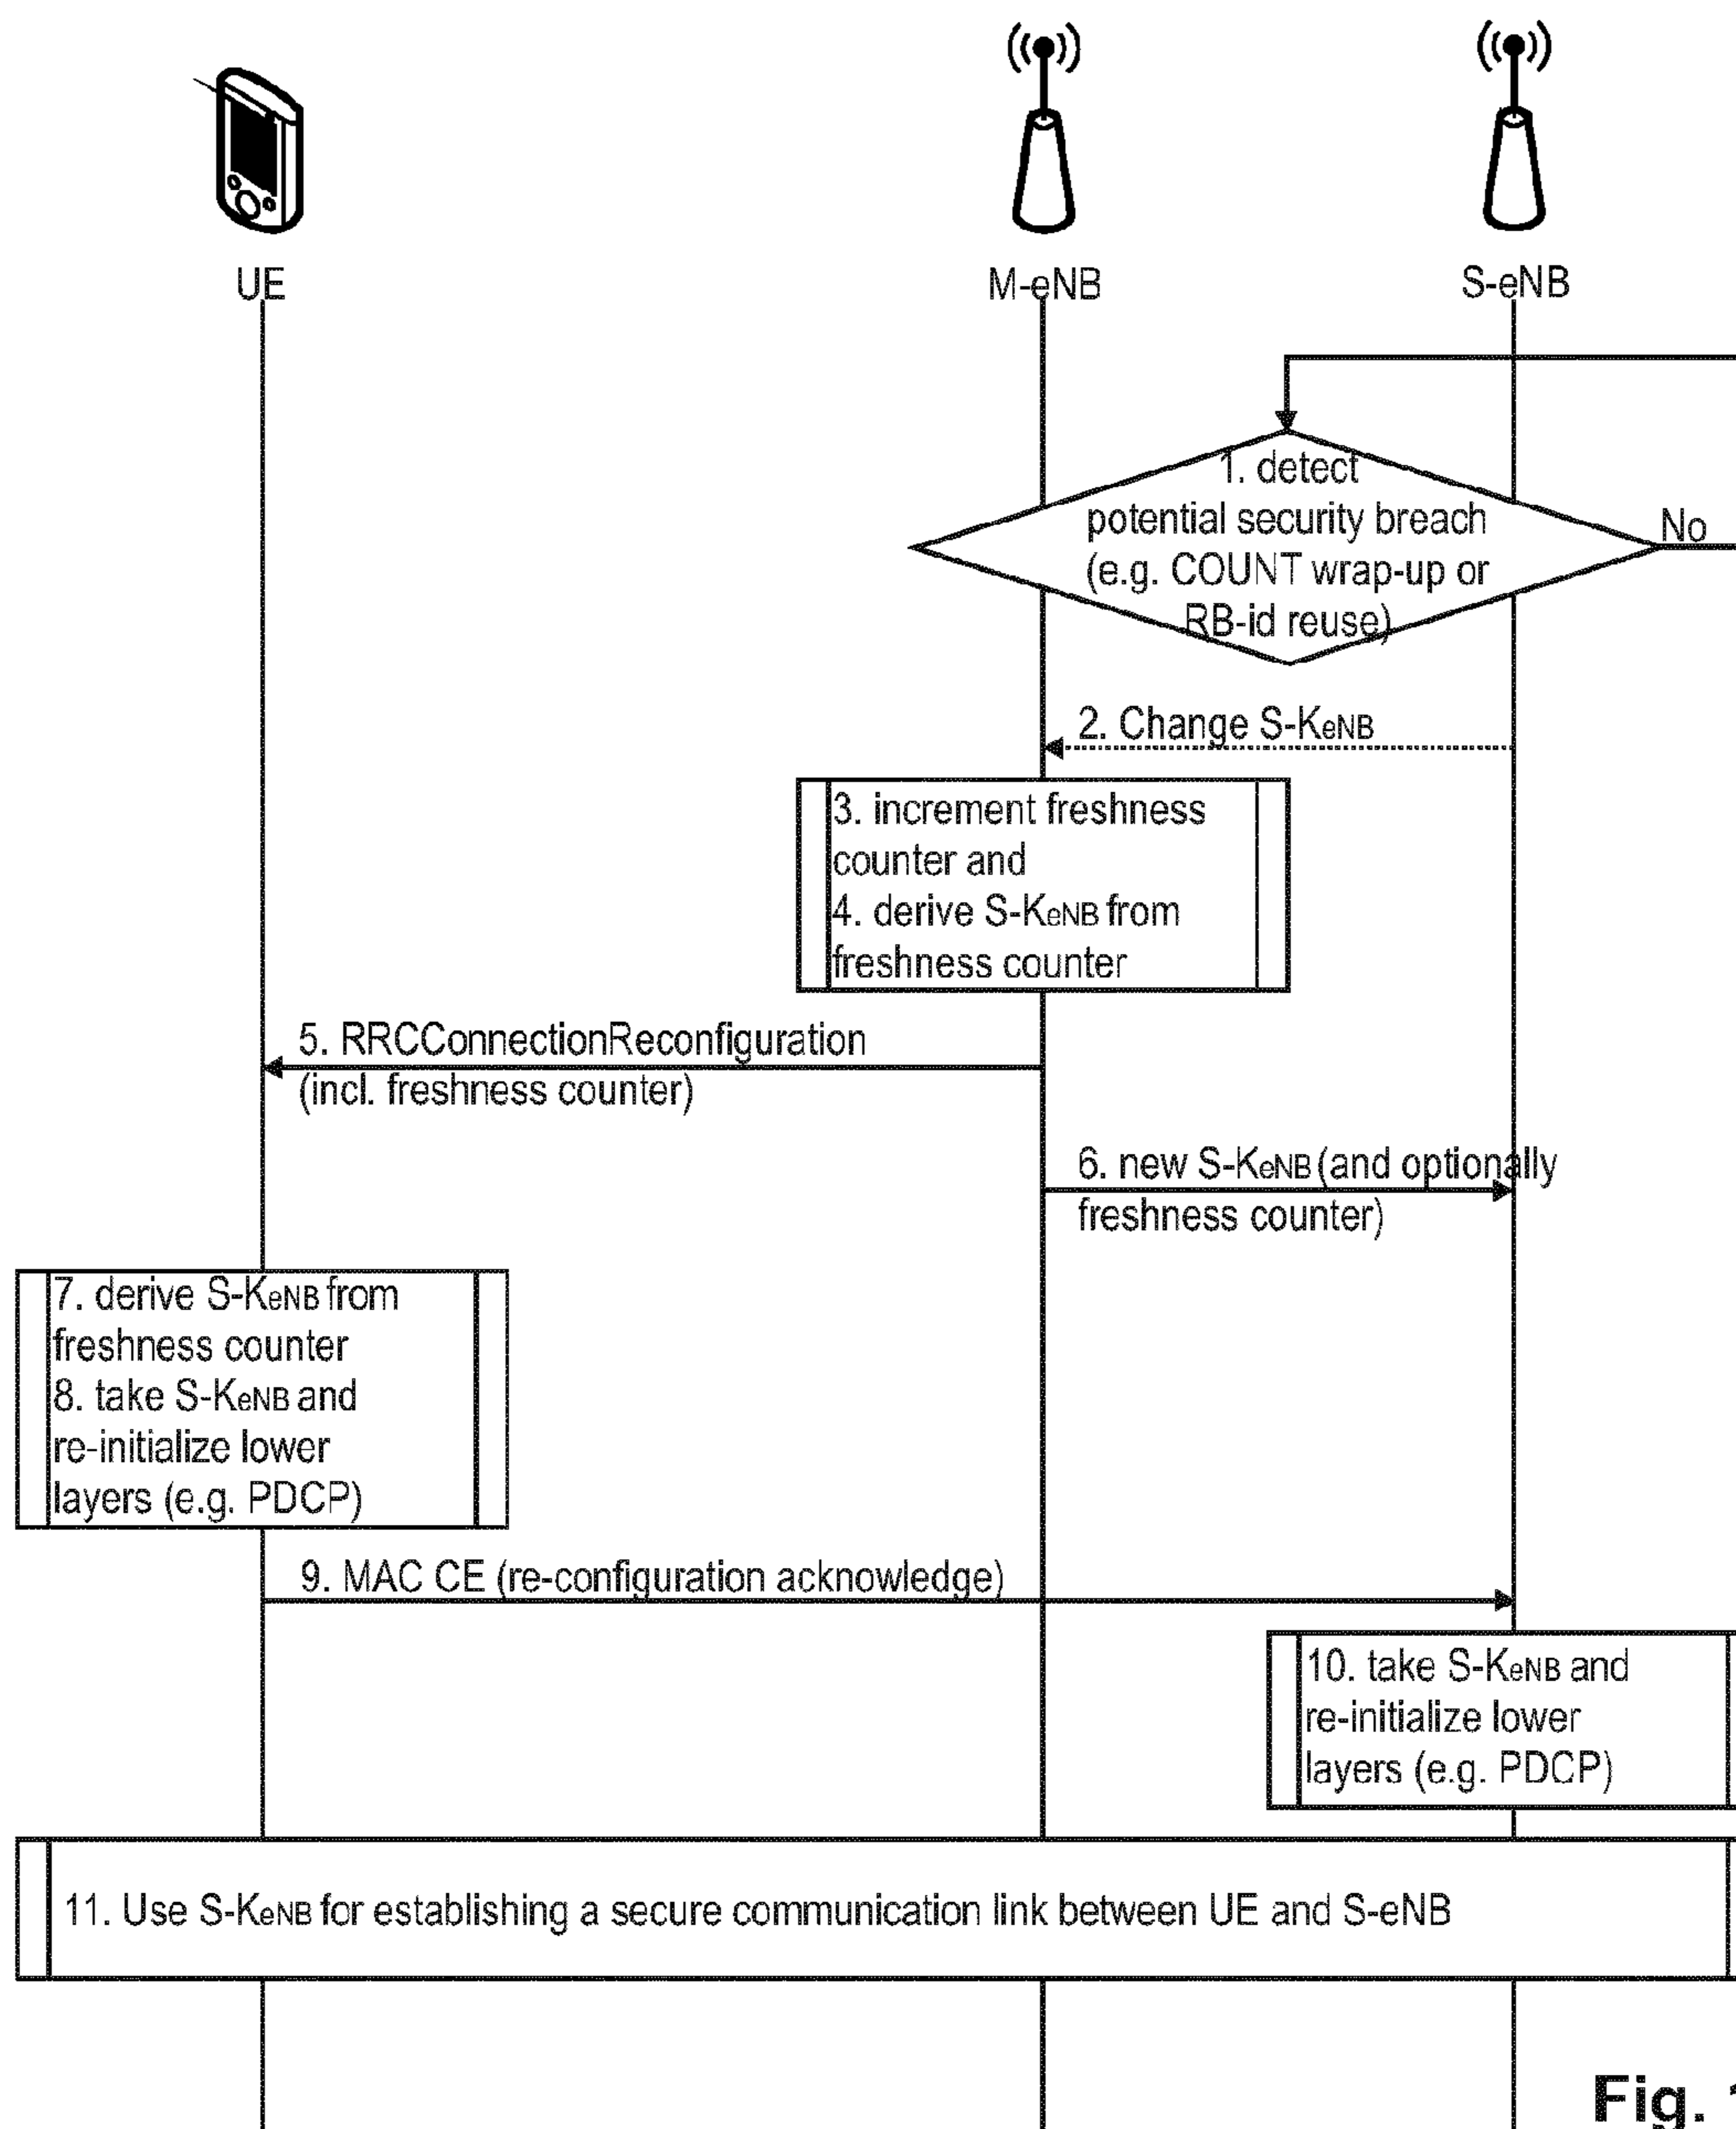 UE
M-eNB
S-eNB
1. detect
potential security breach
(e.g. COUNT wrap-up or
RB-id reuse)
No
2. Change S-KeNB
3. increment freshness
counter and
4. derive S-KeNB from
freshness counter
5. RRCConnectionReconfiguration
(incl. freshness counter)
6. new S-KeNB (and optionally
freshness counter)
7. derive S-KeNB from
freshness counter
8. take S-KeNB and
re-initialize lower
layers (e.g. PDCP)
9. MAC CE (re-configuration acknowledge)
10. take S-KeNB and
re-initialize lower
layers (e.g. PDCP)
11. Use S-KeNB for establishing a secure communication link between UE and S-eNB
Fig.